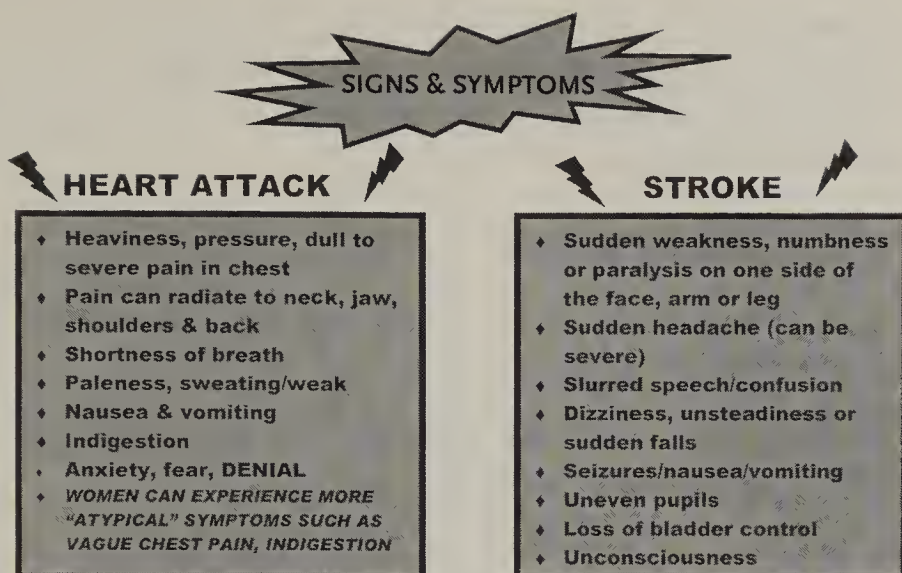 SIGNS & SYMPTOMS
HEART ATTACK
♦ Heaviness, pressure, dull to
severe pain in chest
♦ Pain can radiate to neck, jaw,
shoulders & back
♦ Shortness of breath
♦ Paleness, sweating/weak
♦ Nausea & vomiting
♦ Indigestion
♦ Anxiety, fear, DENIAL
♦ WOMEN CAN EXPERIENCE MORE
“ATYPICAL” SYMPTOMS SUCH AS
VAGUE CHEST PAIN, INDIGESTION
STROKE
♦ Sudden weakness, numbness
or paralysis on one side of
the face, arm or leg
♦ Sudden headache (can be
severe)
♦ Slurred speech/confusion
♦ Dizziness, unsteadiness or
sudden falls
♦ Seizures/nausea/vomiting
♦ Uneven pupils
♦ Loss of bladder control
♦ Unconsciousness